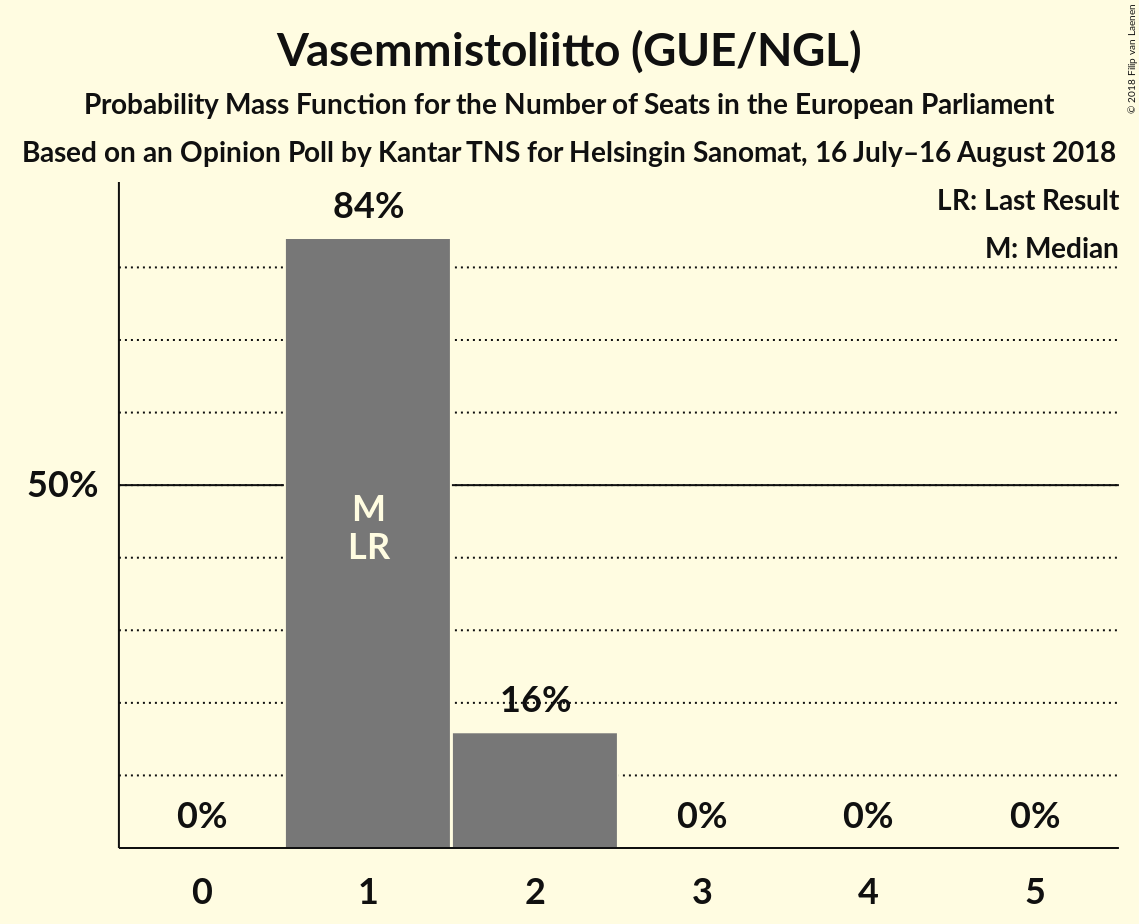 Vasemmistoliitto (GUE/NGL)
Probability Mass Function for the Number of Seats in the European Parliament
Based on an Opinion Poll by Kantar TNS for Helsingin Sanomat, 16 July–16 August 2018
© 2018 Filip van Laenen
LR: Last Result
M: Median
84%
50%
M
LR
16%
0%
0%
0%
0%
0
1
2
3
4
5